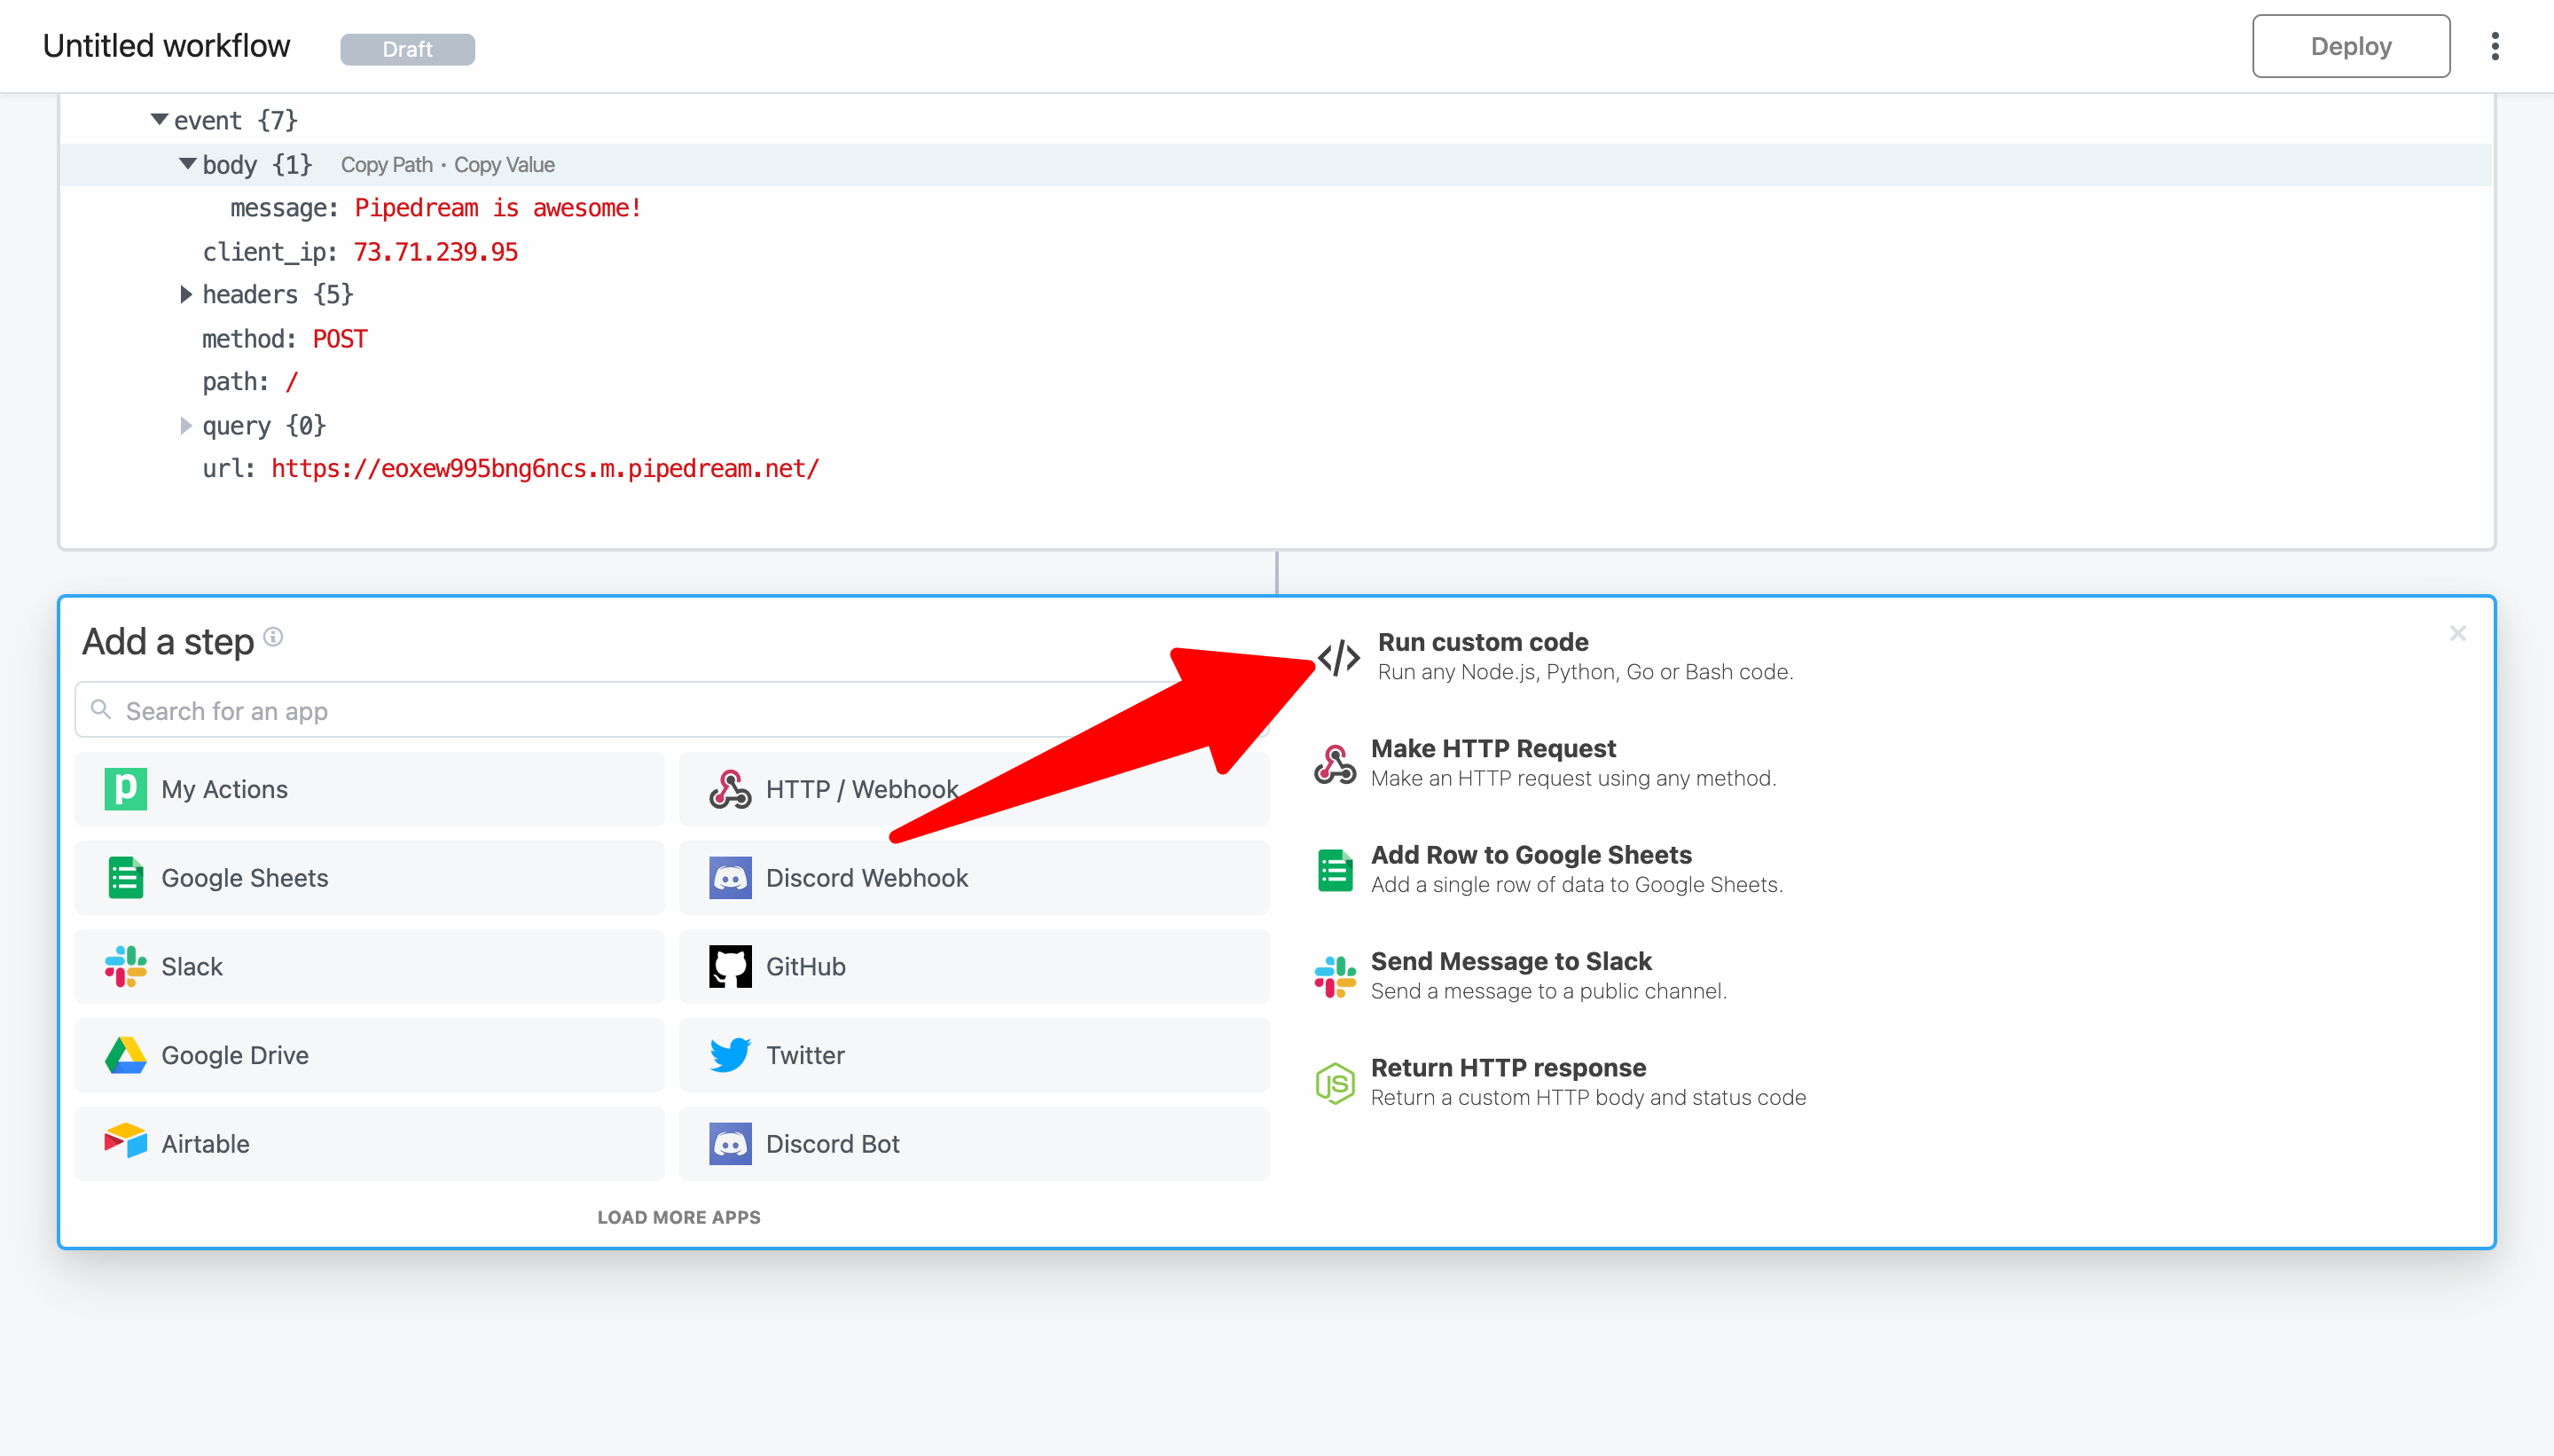 Untitled workflow Draft Deploy
event {7}
body {1} Copy Path · Copy Value
message: Pipedream is awesome!
client_ip: 73.71.239.95
headers {5}
method: POST
path: /
query {0}
url: https://eoxew995bng6ncs.m.pipedream.net/
Add a step
Search for an app
My Actions
HTTP / Webhook
Google Sheets
Discord Webhook
Slack
GitHub
Google Drive
Twitter
Airtable
Discord Bot
LOAD MORE APPS
Run custom code
Run any Node.js, Python, Go or Bash code.
Make HTTP Request
Make an HTTP request using any method.
Add Row to Google Sheets
Add a single row of data to Google Sheets.
Send Message to Slack
Send a message to a public channel.
Return HTTP response
Return a custom HTTP body and status code